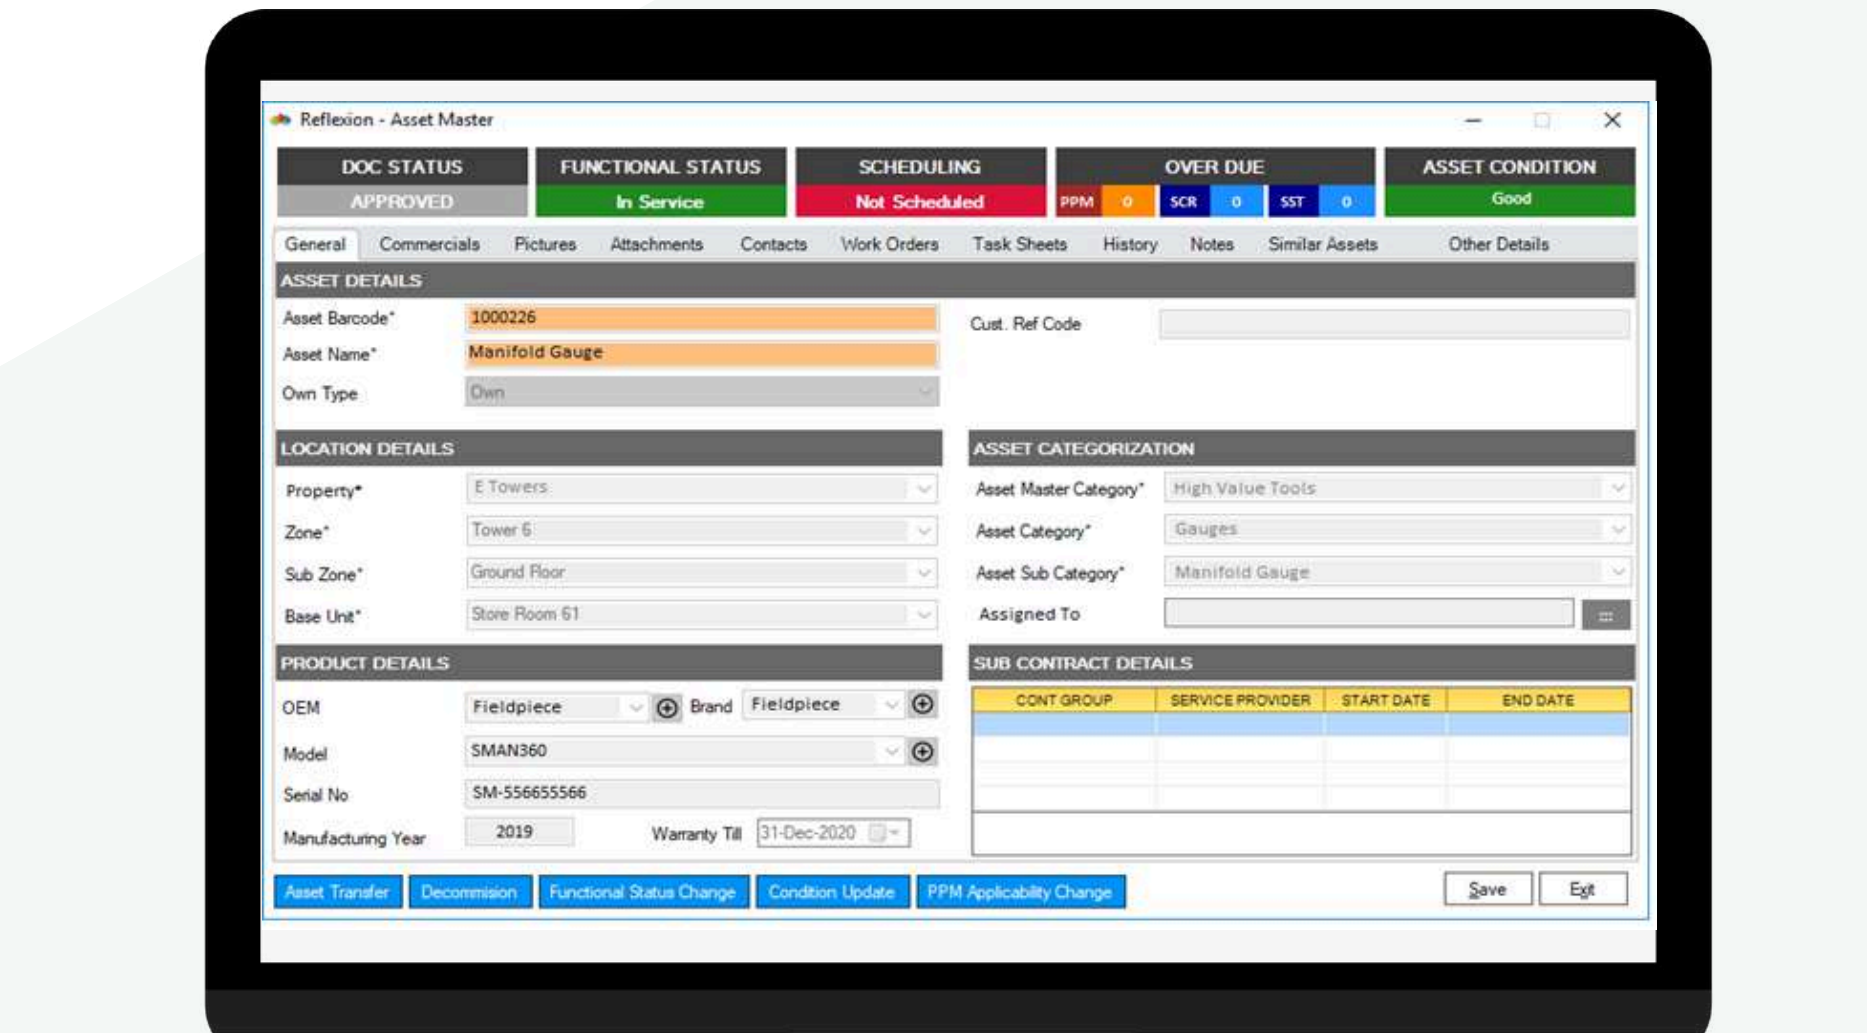 Reflexion - Asset Master
DOC STATUS FUNCTIONAL STATUS SCHEDULING OVER DUE ASSET CONDITION
APPROVED In Service Not Scheduled PPM 0 SCR 0 SST 0 Good
General Commercials Pictures Attachments Contacts Work Orders Task Sheets History Notes Similar Assets Other Details
ASSET DETAILS
Asset Barcode* 1000226 Cust. Ref Code
Asset Name* Manifold Gauge
Own Type Own
LOCATION DETAILS ASSET CATEGORIZATION
Property* E Towers Asset Master Category* High Value Tools
Zone* Tower 6 Asset Category* Gauges
Sub Zone* Ground Floor Asset Sub Category* Manifold Gauge
Base Unit* Store Room 61 Assigned To
PRODUCT DETAILS SUB CONTRACT DETAILS
OEM Fieldpiece Brand Fieldpiece CONT GROUP SERVICE PROVIDER START DATE END DATE
Model SMAN360
Serial No SM-556655566
Manufacturing Year 2019 Warranty Till 31-Dec-2020
Asset Transfer Decommision Functional Status Change Condition Update PPM Applicability Change Save Exit